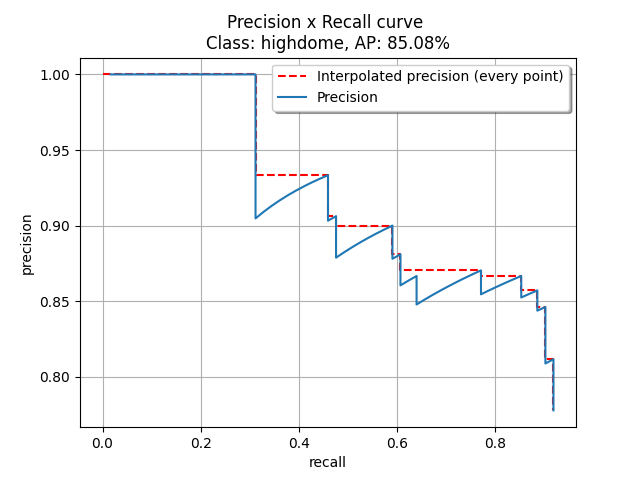 Precision x Recall curve
Class: highdome, AP: 85.08%
Interpolated precision (every point)
Precision
1.00
0.95
0.90
0.85
0.80
precision
0.0 0.2 0.4 0.6 0.8
recall